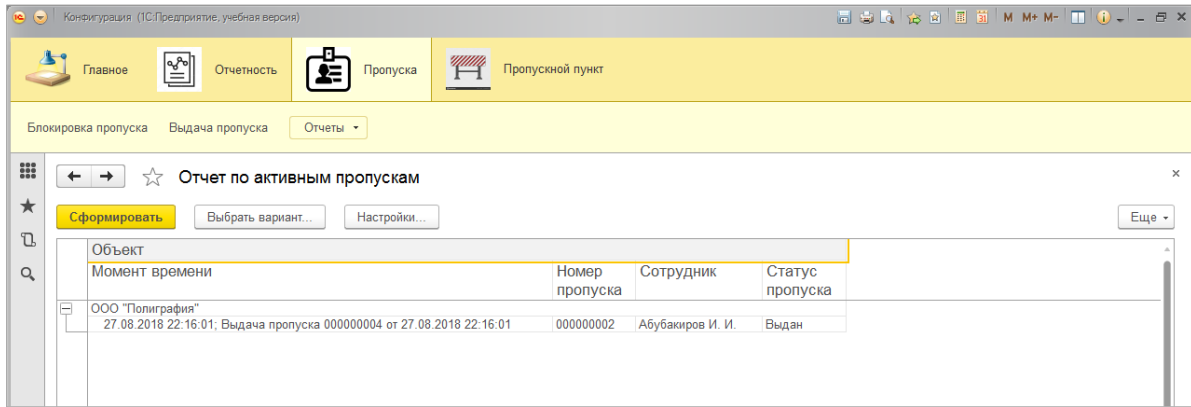 Конфигурация (1С:Предприятие, учебная версия)
M M+ M-
Главное Отчетность Пропуска Пропускной пункт
Блокировка пропуска Выдача пропуска Отчеты
Отчет по активным пропускам
Сформировать Выбрать вариант... Настройки... Еще
Объект
Момент времени Номер пропуска Сотрудник Статус пропуска
ООО "Полиграфия"
27.08.2018 22:16:01; Выдача пропуска 000000004 от 27.08.2018 22:16:01 000000002 Абубакиров И. И. Выдан